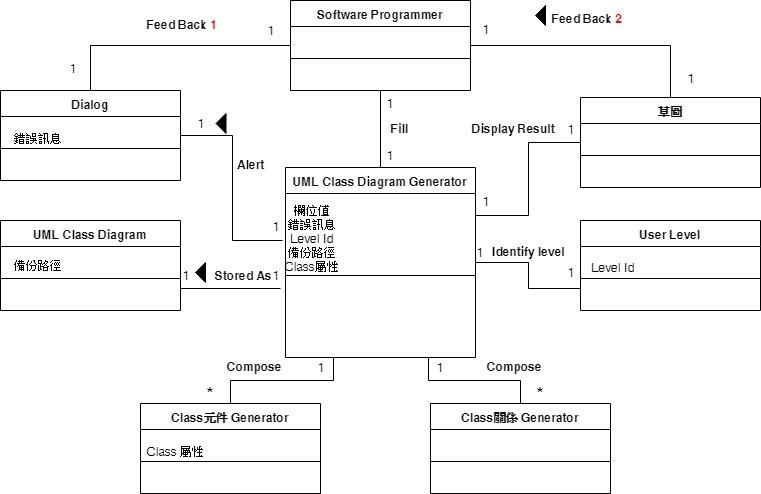 Software Programmer
Feed Back 1
1
1
Feed Back 2
1
1
Dialog
錯誤訊息
草圖
1
Fill
1
1
Alert
1
Display Result
1
1
UML Class Diagram Generator
欄位值
錯誤訊息
Level Id
備份路徑
Class屬性
UML Class Diagram
備份路徑
1
Stored As
1
1
Identify level
1
User Level
Level Id
Compose
1
*
1
Compose
*
Class元件 Generator
Class 屬性
Class關係 Generator